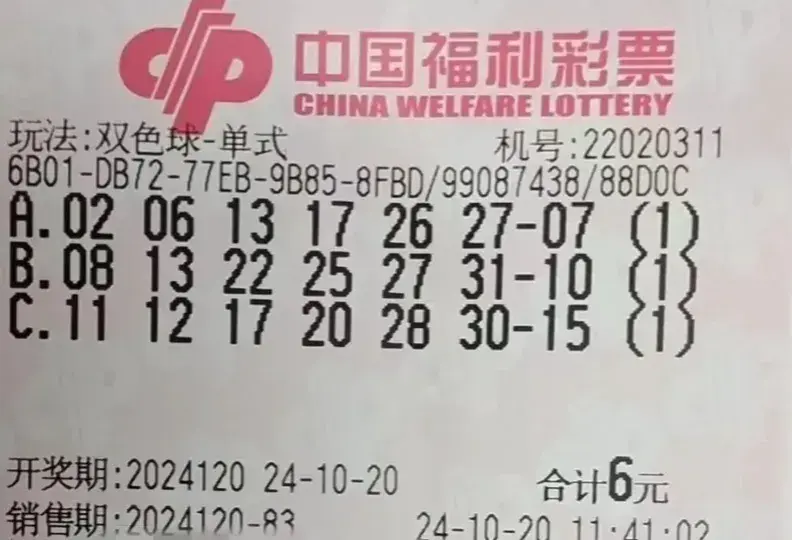 中国福利彩票
CHINA WELFARE LOTTERY
玩法:双色球-单式 机号:22020311
6B01-DB72-77EB-9B85-8FBD/99087438/88D0C
A.02 06 13 17 26 27-07 (1)
B.08 13 22 25 27 31-10 (1)
C.11 12 17 20 28 30-15 (1)
开奖期:2024120 24-10-20 合计6元
销售期:2024120-83 24-10-20 11:41:02